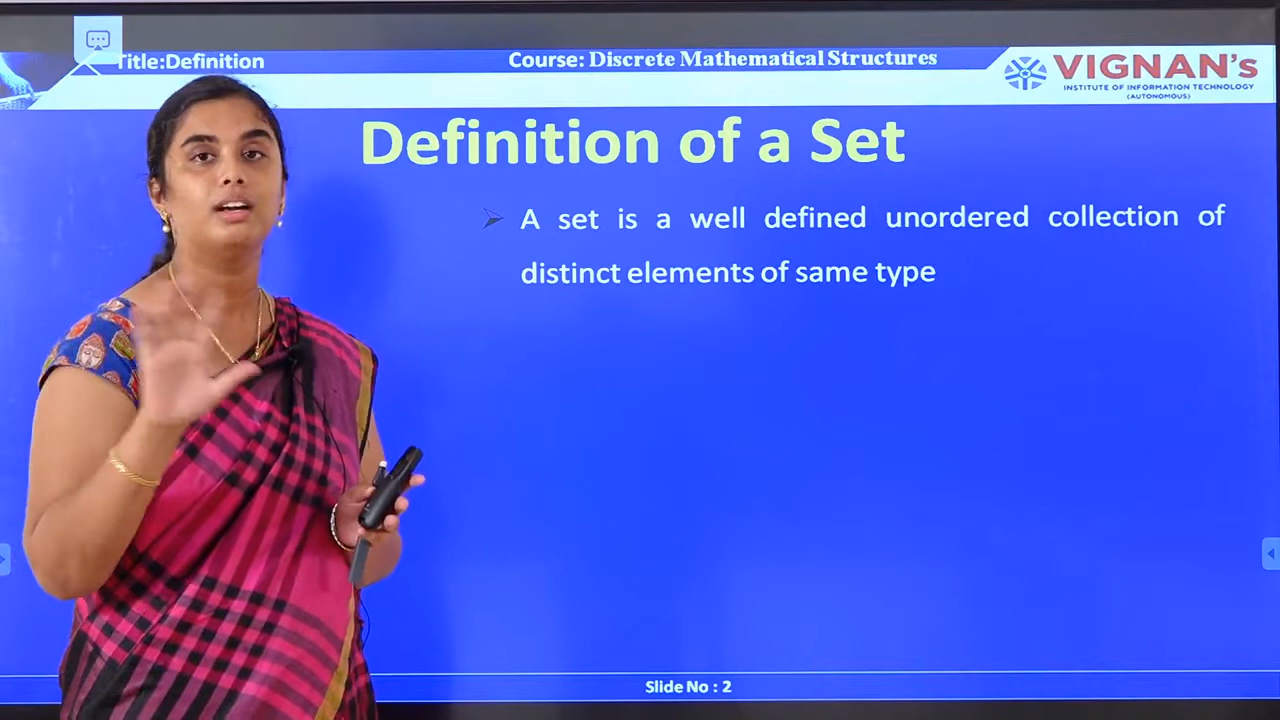 Title:Definition
Course: Discrete Mathematical Structures
VIGNAN's
INSTITUTE OF INFORMATION TECHNOLOGY
(AUTONOMOUS)
Definition of a Set
A set is a well defined unordered collection of
distinct elements of same type
Slide No : 2